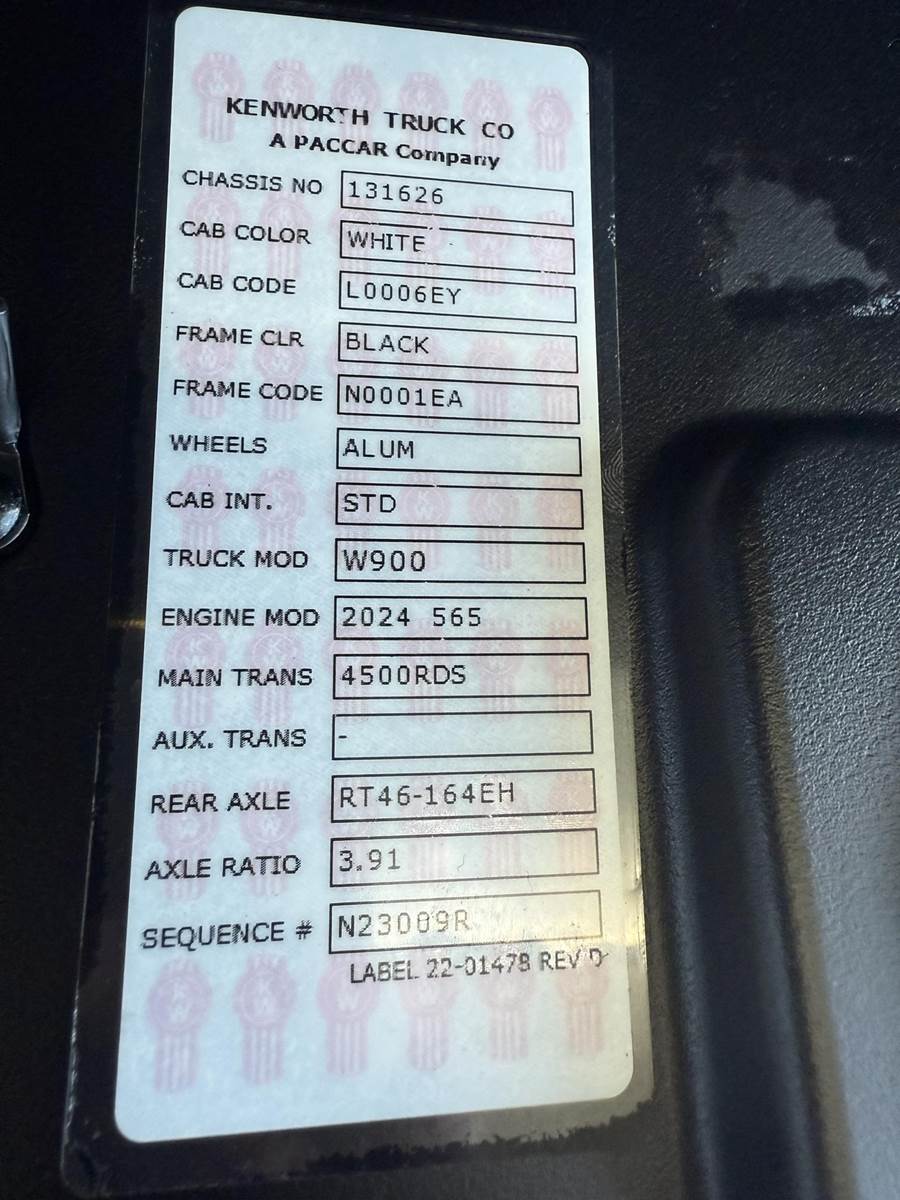 KENWORTH TRUCK CO
A PACCAR Company
CHASSIS NO 131626
CAB COLOR WHITE
CAB CODE L0006EY
FRAME CLR BLACK
FRAME CODE N0001EA
WHEELS ALUM
CAB INT. STD
TRUCK MOD W900
ENGINE MOD 2024 565
MAIN TRANS 4500RDS
AUX. TRANS -
REAR AXLE RT46-164EH
AXLE RATIO 3.91
SEQUENCE # N23009R
LABEL 22-01478 REV D